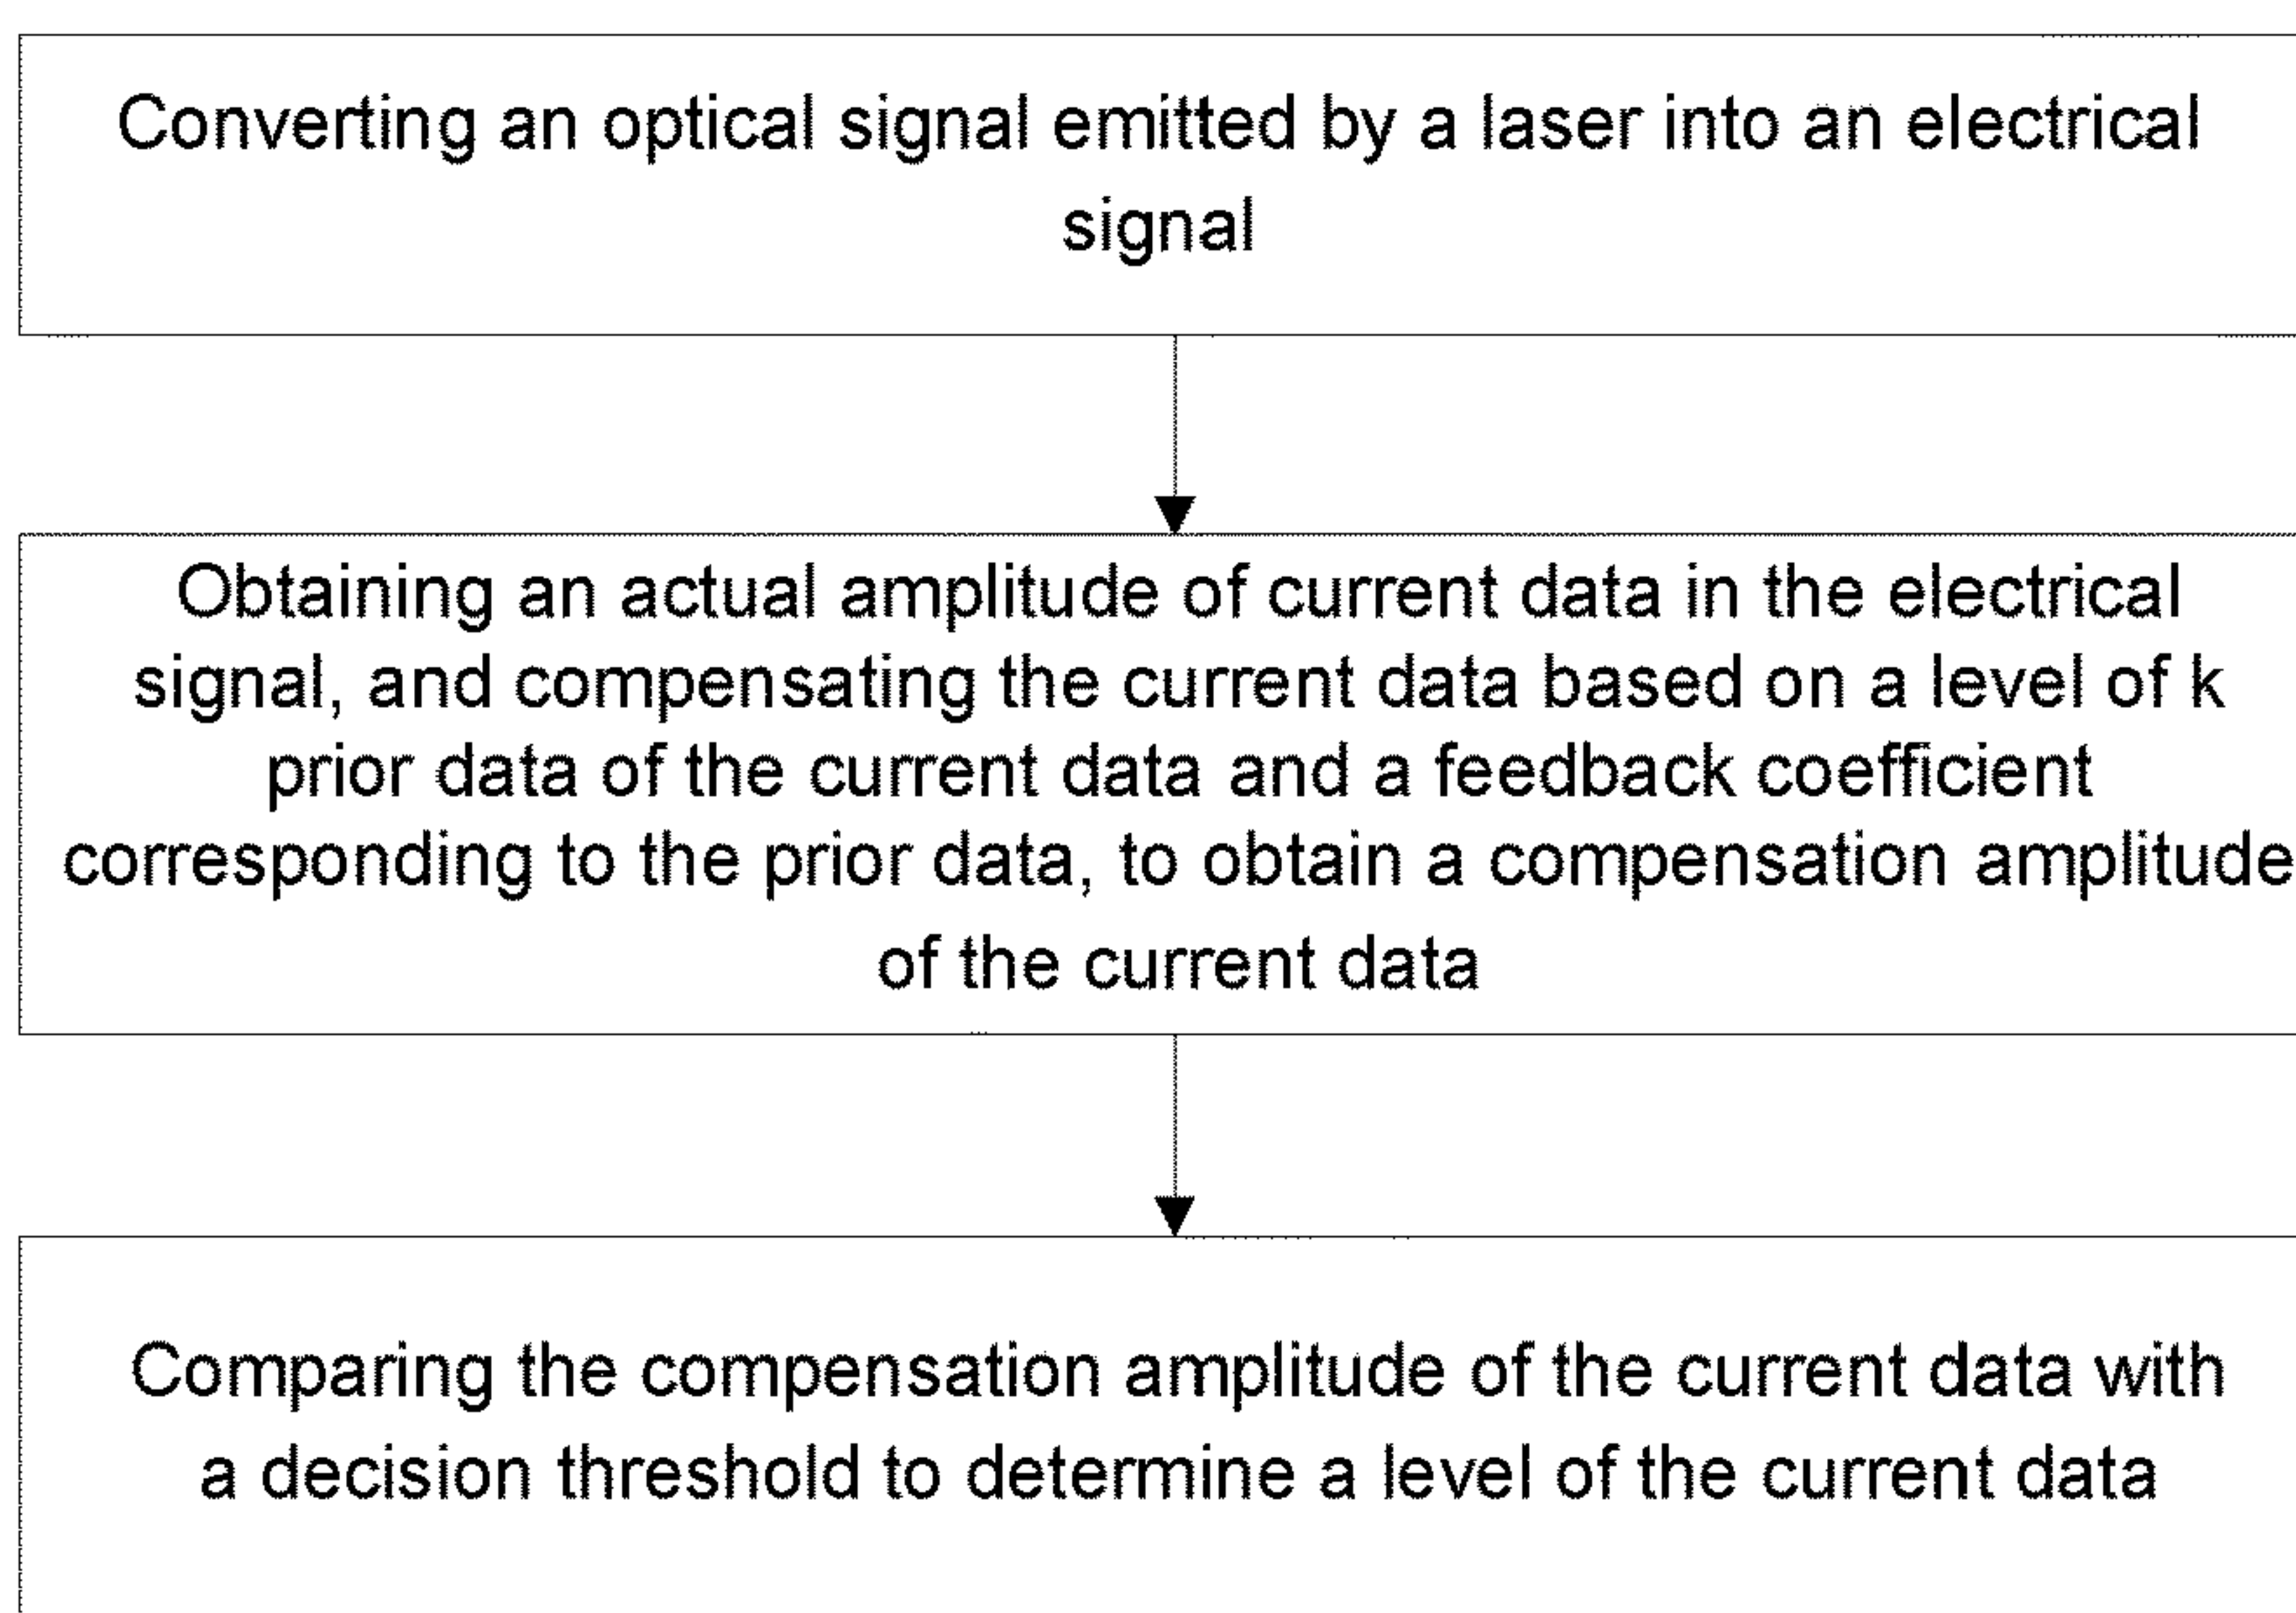 Converting an optical signal emitted by a laser into an electrical
signal
Obtaining an actual amplitude of current data in the electrical
signal, and compensating the current data based on a level of k
prior data of the current data and a feedback coefficient
corresponding to the prior data, to obtain a compensation amplitude
of the current data
Comparing the compensation amplitude of the current data with
a decision threshold to determine a level of the current data